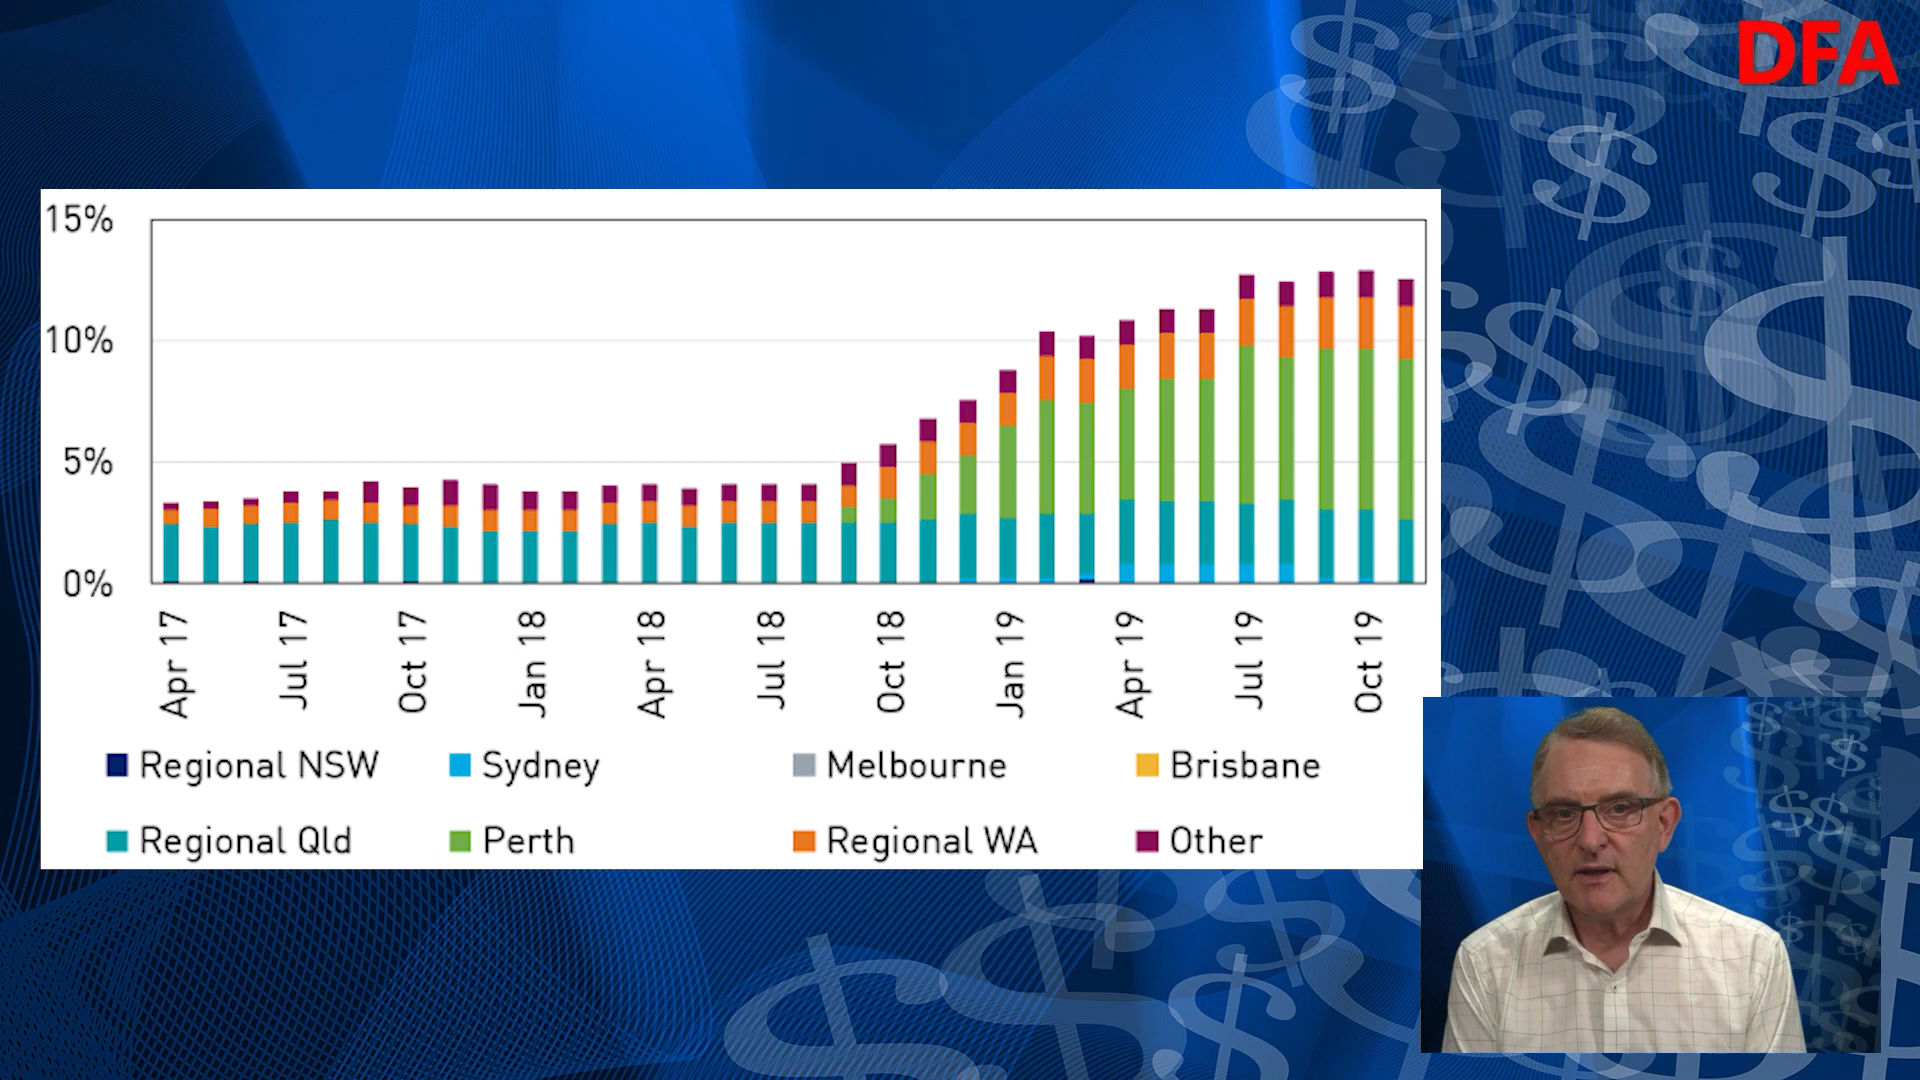 DFA
15%
10%
5%
0%
Apr 17
Jul 17
Oct 17
Jan 18
Apr 18
Jul 18
Oct 18
Jan 19
Apr 19
Jul 19
Oct 19
Regional NSW
Sydney
Melbourne
Brisbane
Regional Qld
Perth
Regional WA
Other